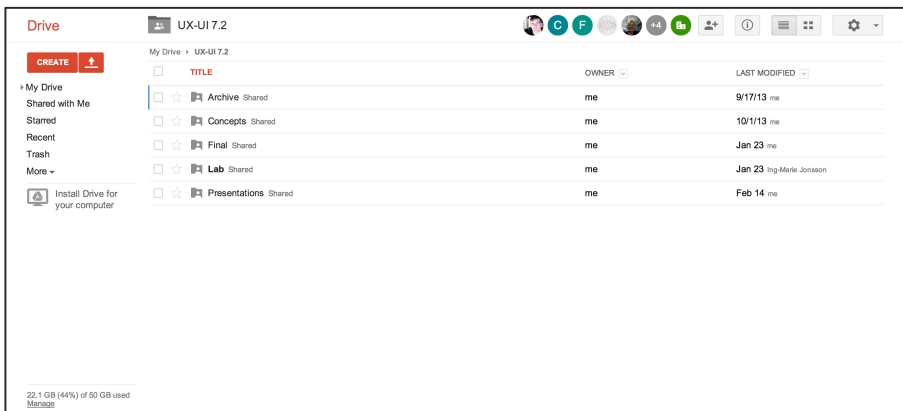 Drive
UX-UI 7.2
C F +4
CREATE
My Drive
Shared with Me
Starred
Recent
Trash
More
Install Drive for
your computer
My Drive UX-UI 7.2
TITLE OWNER LAST MODIFIED
Archive Shared me 9/17/13 me
Concepts Shared me 10/1/13 me
Final Shared me Jan 23 me
Lab Shared me Jan 23 Ing-Marie Jonsson
Presentations Shared me Feb 14 me
22.1 GB (44%) of 50 GB used
Manage